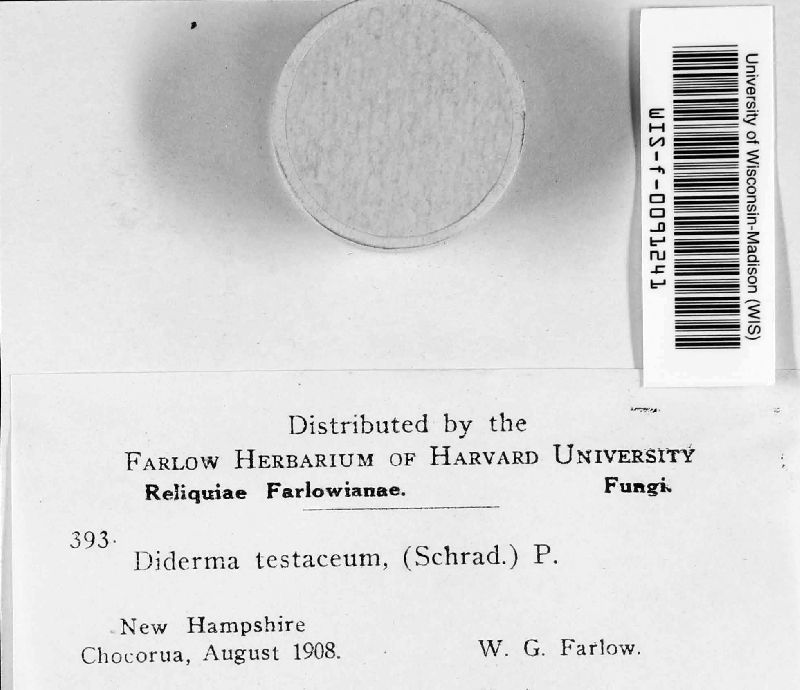 University of Wisconsin-Madison (WIS)
WIS-f-0091241
Distributed by the
FARLOW HERBARIUM OF HARVARD UNIVERSITY
Reliquiae Farlowianae. Fungi.
393. Diderma testaceum, (Schrad.) P.
New Hampshire
Chocorua, August 1908. W. G. Farlow.